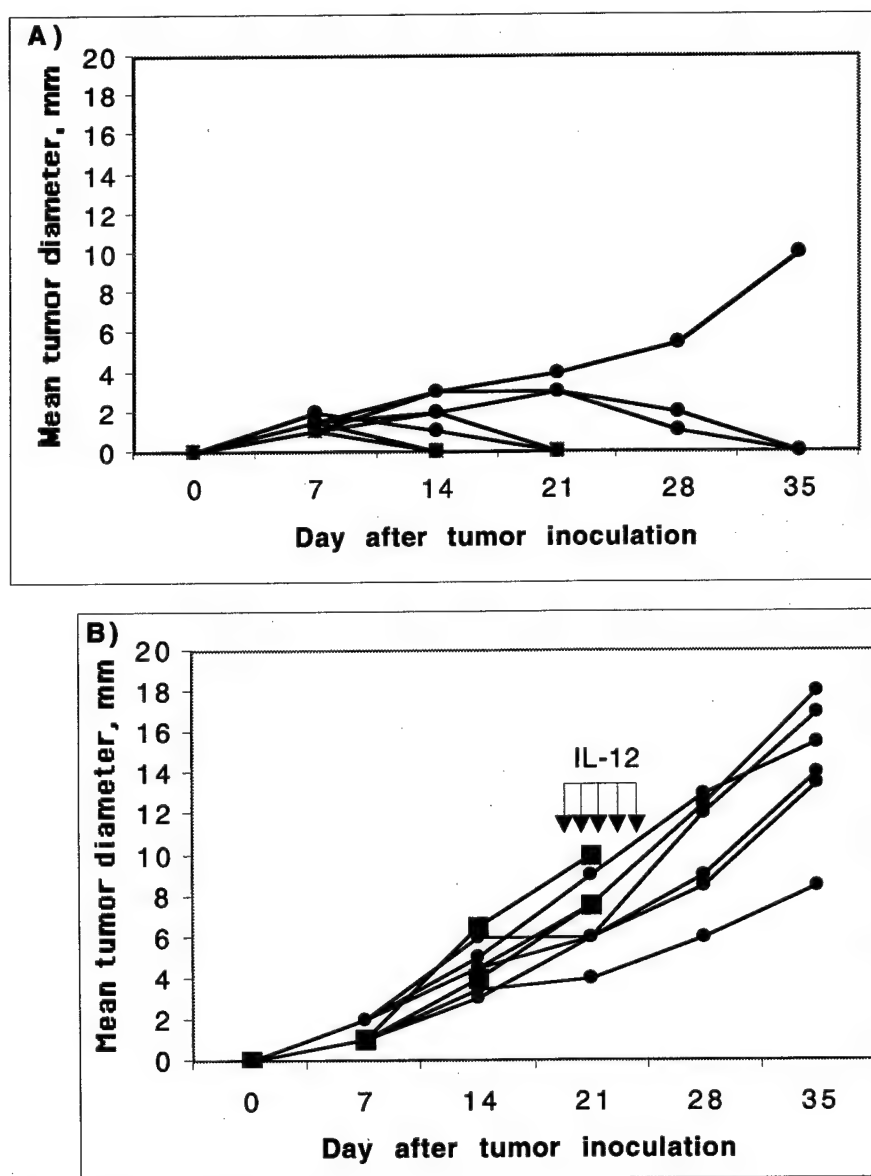 A)
Mean tumor diameter, mm
20
18
16
14
12
10
8
6
4
2
0
0 7 14 21 28 35
Day after tumor inoculation
B)
Mean tumor diameter, mm
20
18
16
14
12
10
8
6
4
2
0
IL-12
0 7 14 21 28 35
Day after tumor inoculation